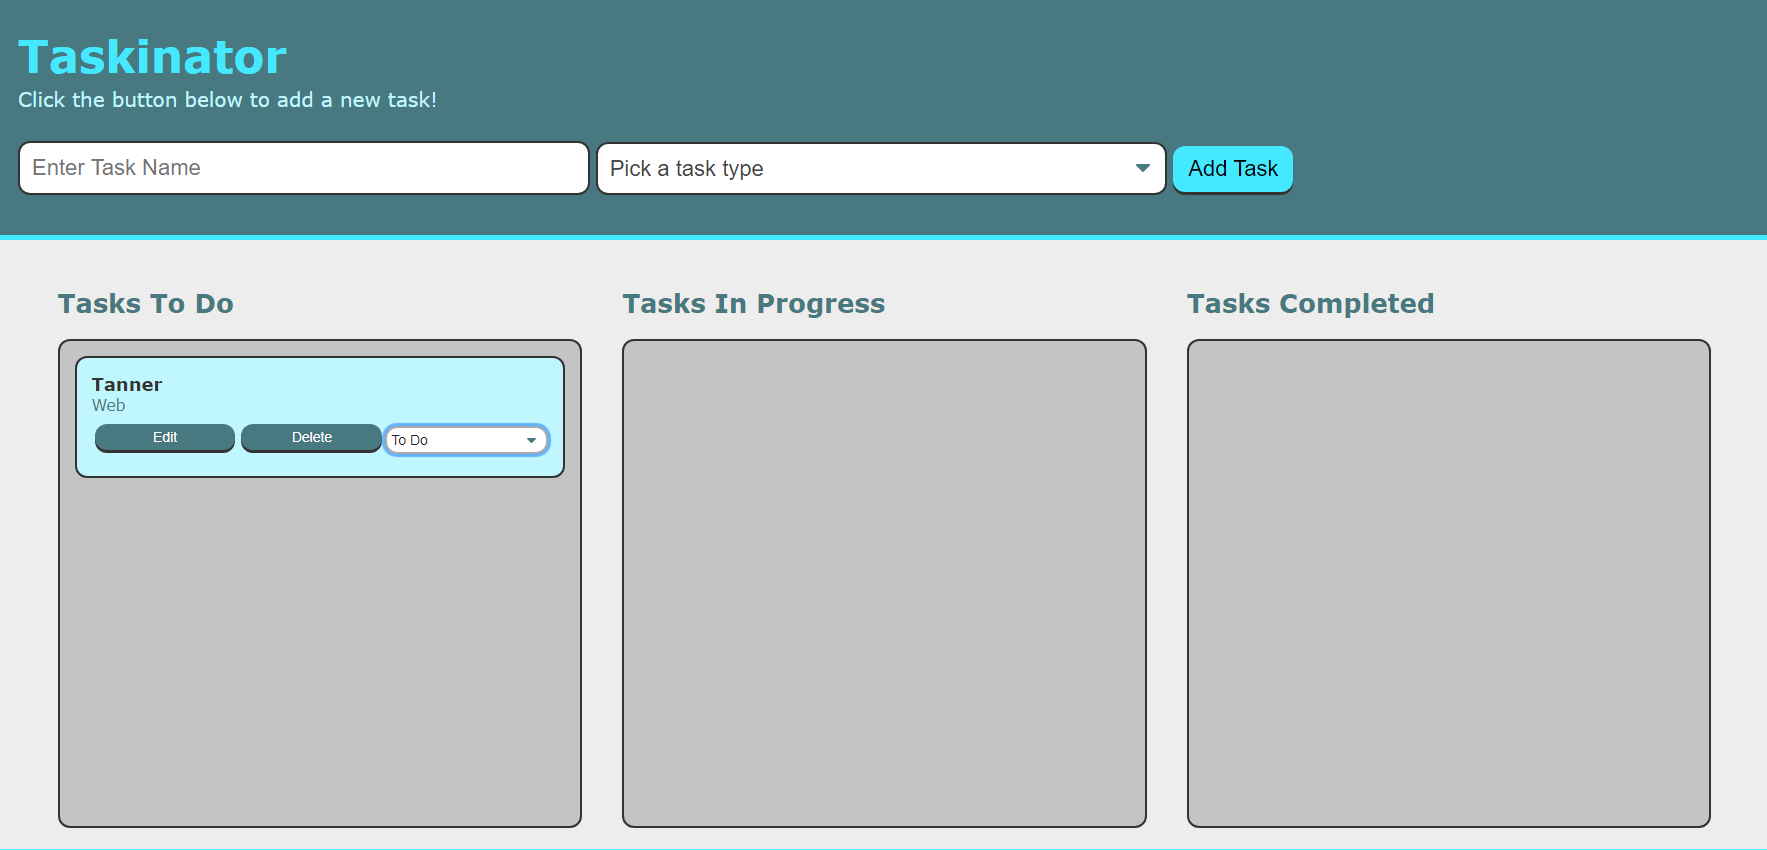 Taskinator
Click the button below to add a new task!
Enter Task Name
Pick a task type
Add Task
Tasks To Do
Tasks In Progress
Tasks Completed
Tanner
Web
Edit
Delete
To Do